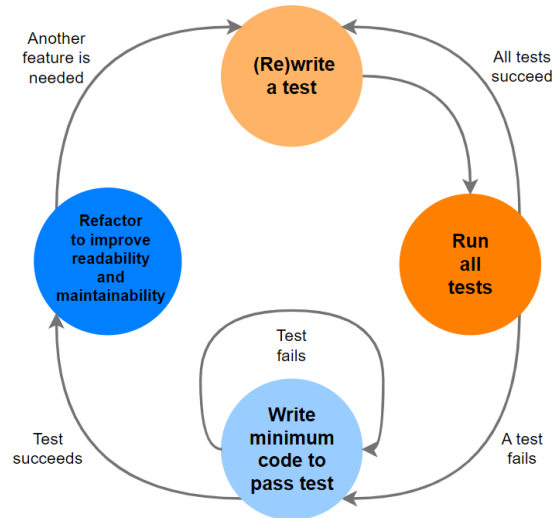 Another
feature is
needed
(Re)write
a test
All tests
succeed
Refactor
to improve
readability
and
maintainability
Run
all
tests
Test
fails
Write
minimum
code to
pass test
Test
succeeds
A test
fails